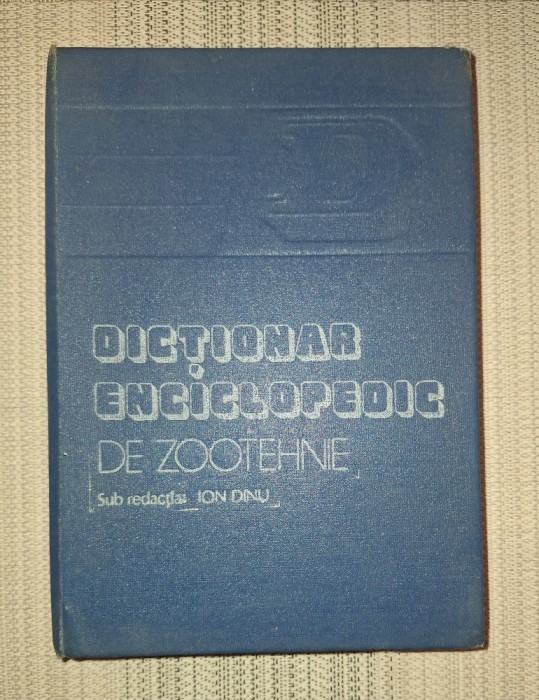 DICȚIONAR
ENCICLOPEDIC
DE ZOOTEHNIE
Sub redacția: ION DINU